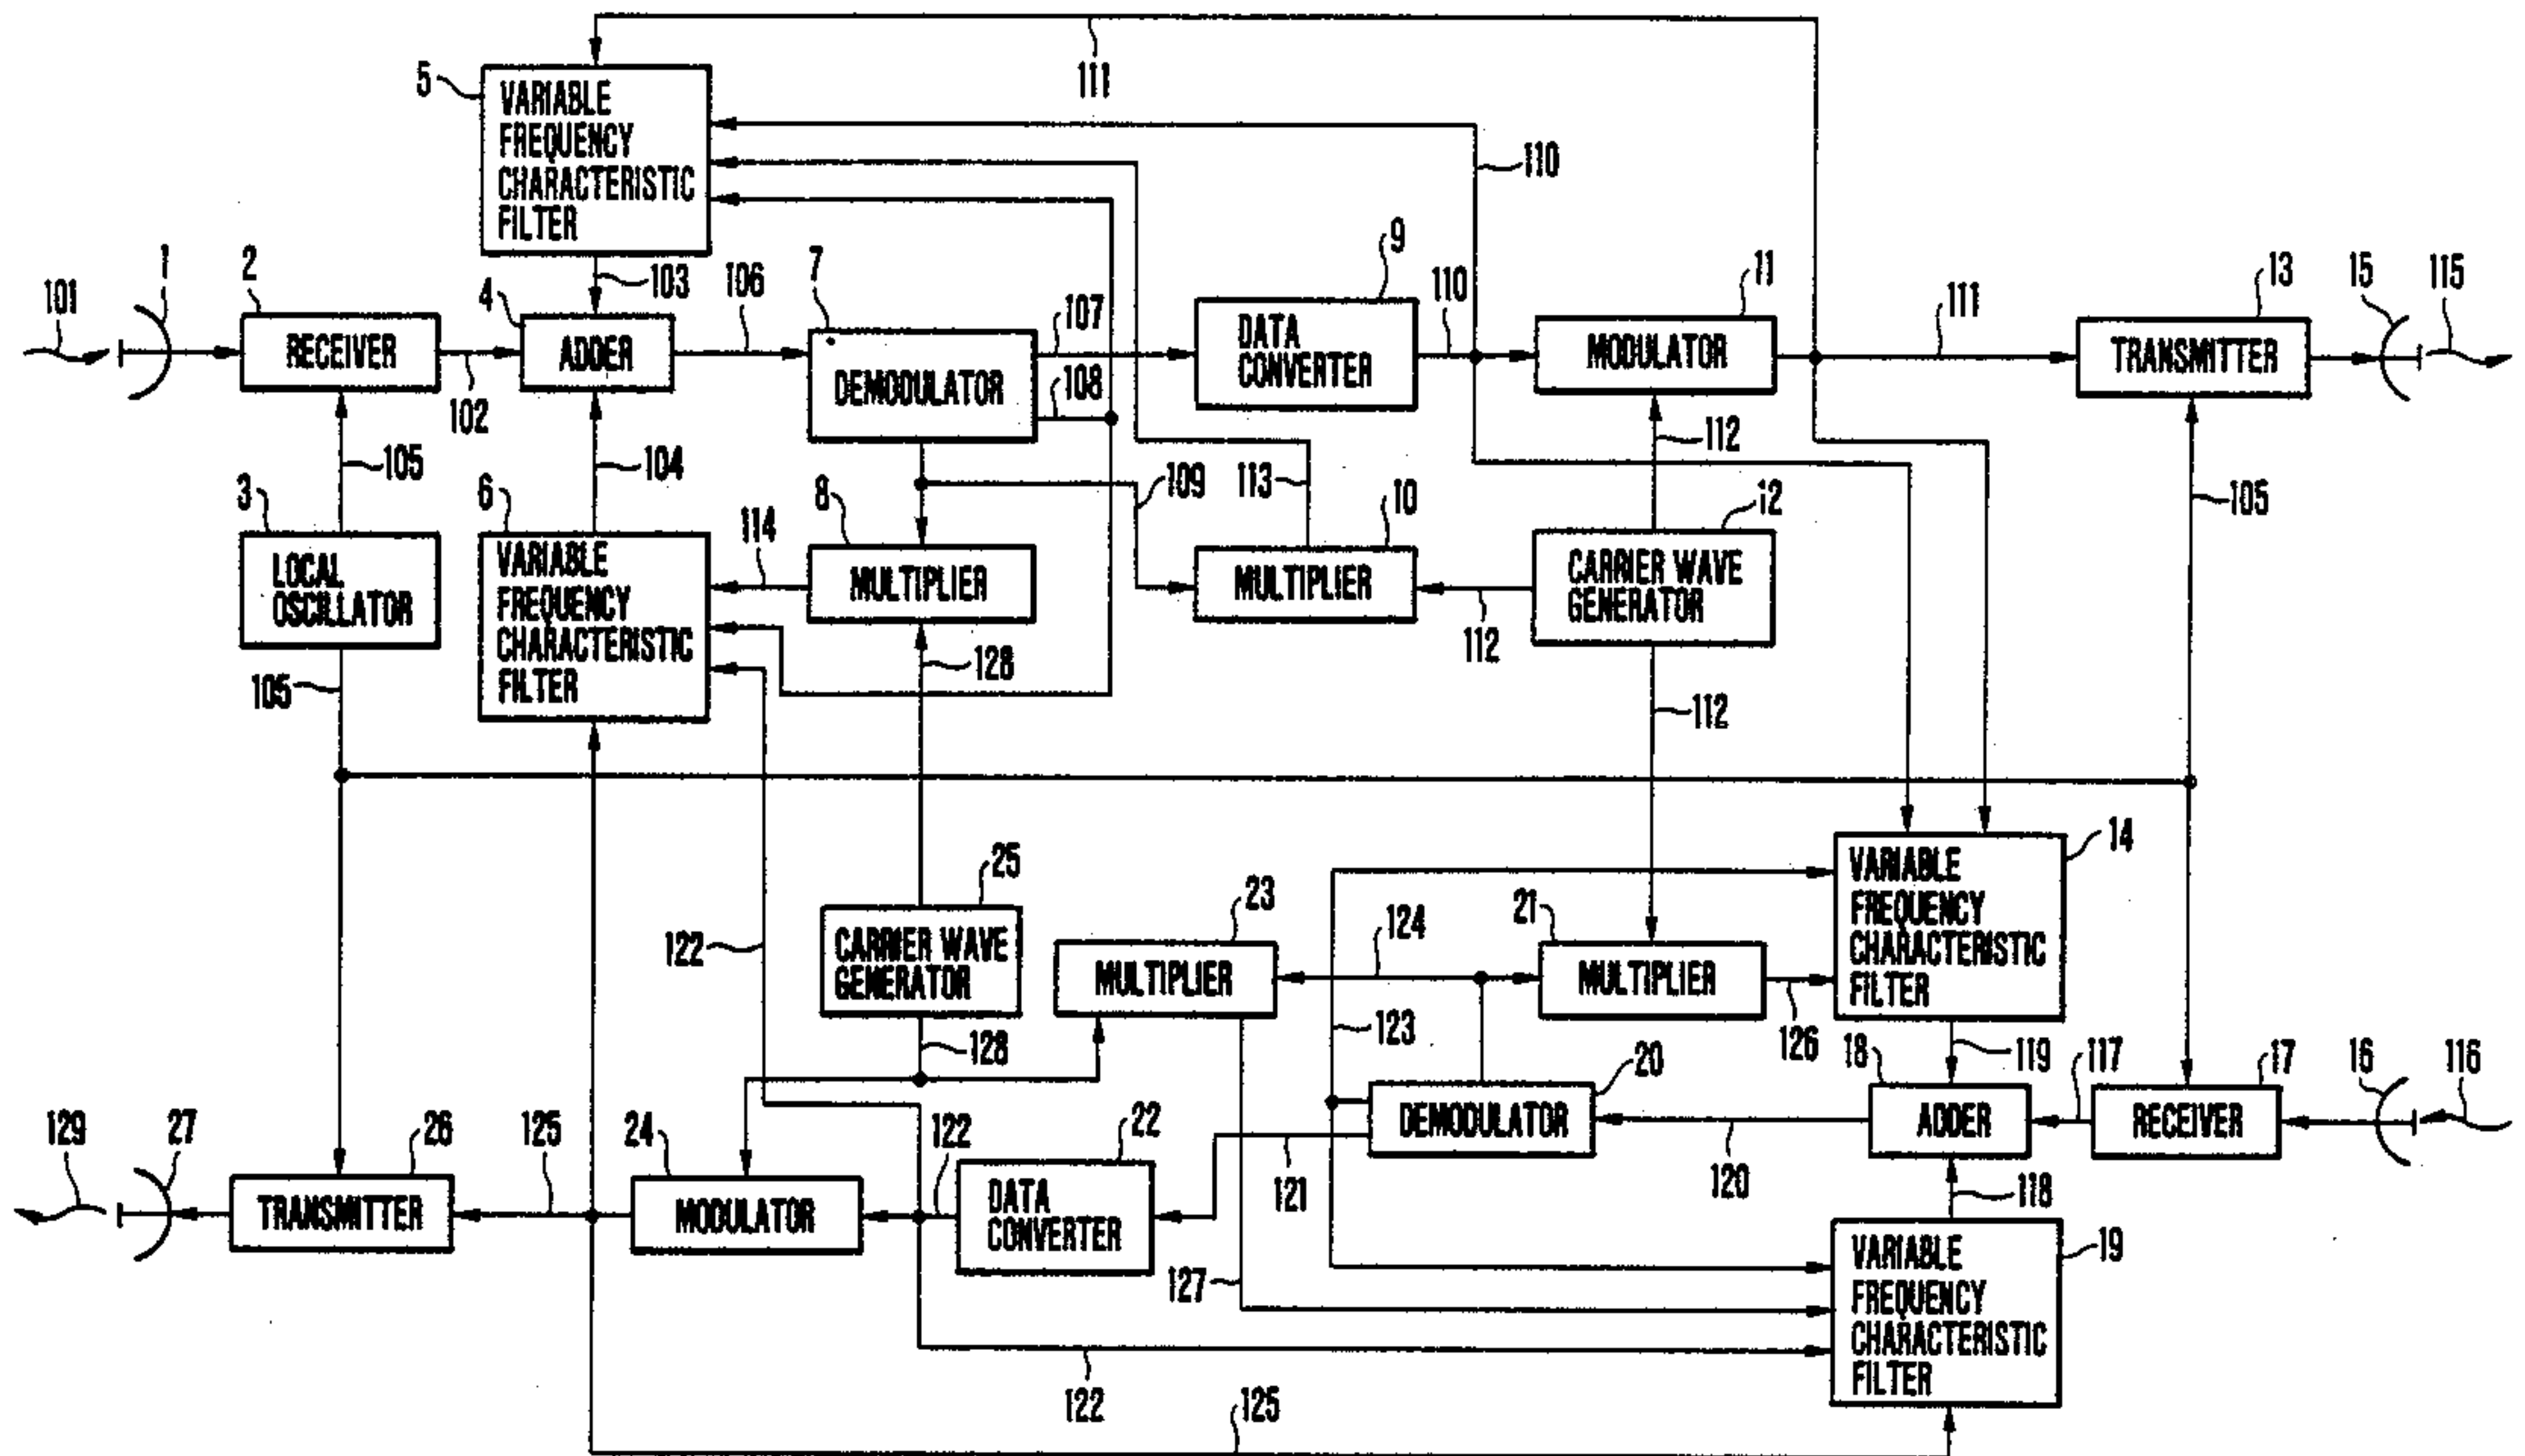 111
5
VARIABLE
FREQUENCY
CHARACTERISTIC
FILTER
110
101
1
2
RECEIVER
102
103
4
ADDER
106
7
DEMODULATOR
107
108
9
DATA
CONVERTER
110
11
MODULATOR
111
13
TRANSMITTER
15
115
105
3
LOCAL
OSCILLATOR
105
104
6
VARIABLE
FREQUENCY
CHARACTERISTIC
FILTER
114
8
MULTIPLIER
128
109
113
10
MULTIPLIER
112
112
12
CARRIER WAVE
GENERATOR
112
105
122
25
CARRIER WAVE
GENERATOR
128
23
MULTIPLIER
124
123
21
MULTIPLIER
126
14
VARIABLE
FREQUENCY
CHARACTERISTIC
FILTER
119
18
ADDER
117
17
RECEIVER
16
116
129
27
26
TRANSMITTER
125
24
MODULATOR
122
22
DATA
CONVERTER
121
20
DEMODULATOR
120
118
127
19
VARIABLE
FREQUENCY
CHARACTERISTIC
FILTER
122
125